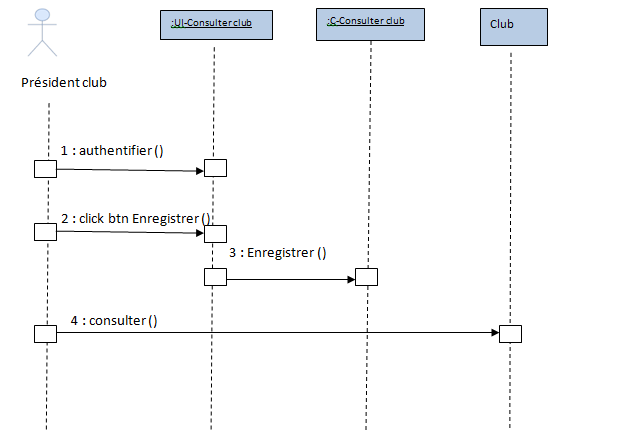 :UI-Consulter club
:C-Consulter club
Club
Président club
1 : authentifier ()
2 : click btn Enregistrer ()
3 : Enregistrer ()
4 : consulter ()